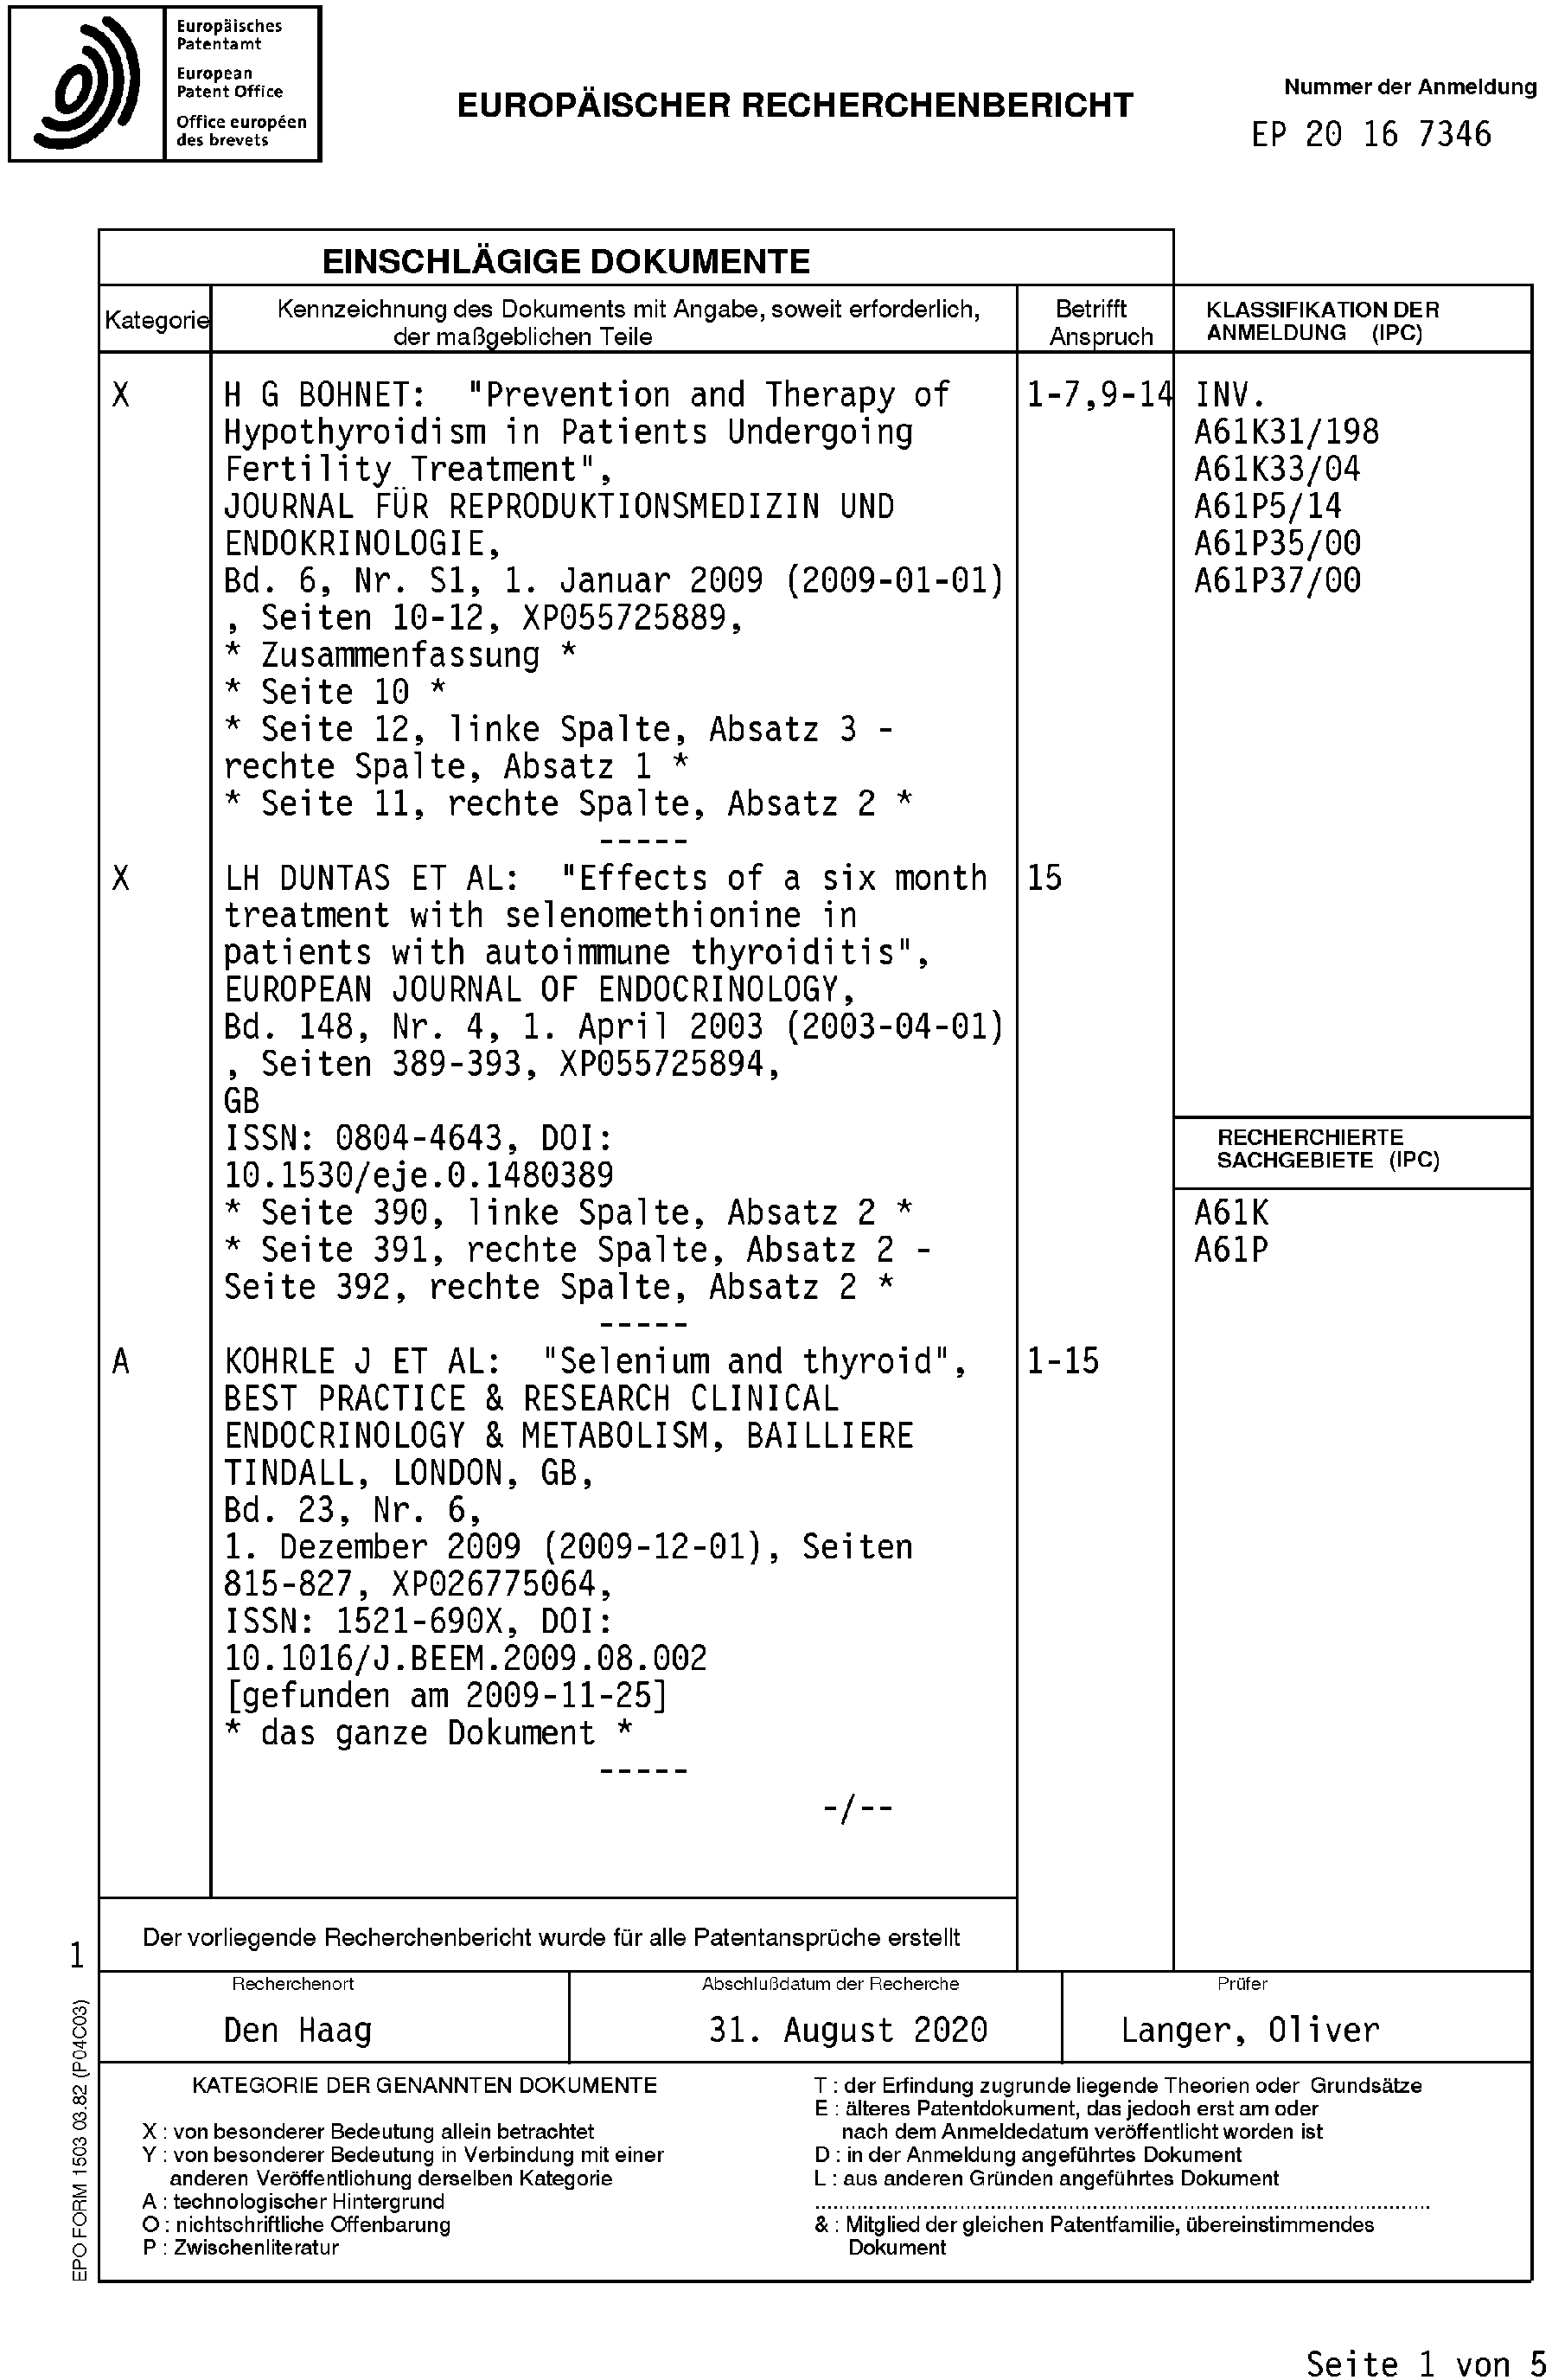 Europäisches
Patentamt
European
Patent Office
Office européen
des brevets
EUROPÄISCHER RECHERCHENBERICHT
Nummer der Anmeldung
EP 20 16 7346
EINSCHLÄGIGE DOKUMENTE
Kategorie
Kennzeichnung des Dokuments mit Angabe, soweit erforderlich,
der maßgeblichen Teile
Betrifft
Anspruch
KLASSIFIKATION DER
ANMELDUNG (IPC)
X
H G BOHNET: "Prevention and Therapy of
Hypothyroidism in Patients Undergoing
Fertility Treatment",
JOURNAL FÜR REPRODUKTIONSMEDIZIN UND
ENDOKRINOLOGIE,
Bd. 6, Nr. S1, 1. Januar 2009 (2009-01-01)
, Seiten 10-12, XP055725889,
* Zusammenfassung *
* Seite 10 *
* Seite 12, linke Spalte, Absatz 3 -
rechte Spalte, Absatz 1 *
* Seite 11, rechte Spalte, Absatz 2 *
-----
1-7,9-14
INV.
A61K31/198
A61K33/04
A61P5/14
A61P35/00
A61P37/00
X
LH DUNTAS ET AL: "Effects of a six month
treatment with selenomethionine in
patients with autoimmune thyroiditis",
EUROPEAN JOURNAL OF ENDOCRINOLOGY,
Bd. 148, Nr. 4, 1. April 2003 (2003-04-01)
, Seiten 389-393, XP055725894,
GB
ISSN: 0804-4643, DOI:
10.1530/eje.0.1480389
* Seite 390, linke Spalte, Absatz 2 *
* Seite 391, rechte Spalte, Absatz 2 -
Seite 392, rechte Spalte, Absatz 2 *
-----
15
RECHERCHIERTE
SACHGEBIETE (IPC)
A61K
A61P
A
KOHRLE J ET AL: "Selenium and thyroid",
BEST PRACTICE & RESEARCH CLINICAL
ENDOCRINOLOGY & METABOLISM, BAILLIERE
TINDALL, LONDON, GB,
Bd. 23, Nr. 6,
1. Dezember 2009 (2009-12-01), Seiten
815-827, XP026775064,
ISSN: 1521-690X, DOI:
10.1016/J.BEEM.2009.08.002
[gefunden am 2009-11-25]
* das ganze Dokument *
-----
-/--
1-15
Der vorliegende Recherchenbericht wurde für alle Patentansprüche erstellt
1
Recherchenort
Den Haag
Abschlußdatum der Recherche
31. August 2020
Prüfer
Langer, Oliver
EPO FORM 1503 03.82 (P04C03)
KATEGORIE DER GENANNTEN DOKUMENTE
X : von besonderer Bedeutung allein betrachtet
Y : von besonderer Bedeutung in Verbindung mit einer
anderen Veröffentlichung derselben Kategorie
A : technologischer Hintergrund
O : nichtschriftliche Offenbarung
P : Zwischenliteratur
T : der Erfindung zugrunde liegende Theorien oder Grundsätze
E : älteres Patentdokument, das jedoch erst am oder
nach dem Anmeldedatum veröffentlicht worden ist
D : in der Anmeldung angeführtes Dokument
L : aus anderen Gründen angeführtes Dokument
& : Mitglied der gleichen Patentfamilie, übereinstimmendes
Dokument
Seite 1 von 5